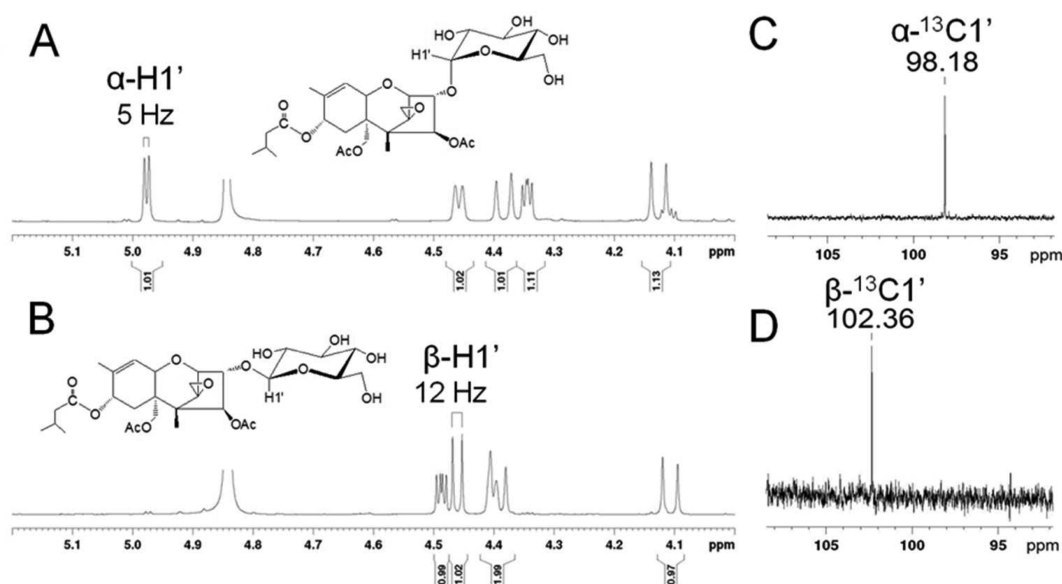 A
α-H1'
5 Hz
HO
OH
HO
OH
H1'
O
OH
O
O
O
O
C
O
AcO
OAc
5.1 5.0 4.9 4.8 4.7 4.6 4.5 4.4 4.3 4.2 4.1 ppm
1.01 1.02 1.01 1.11 1.13
B
β-H1'
12 Hz
OH
HO
HO
OH
O
O
O
O
H1'
OH
O
C
O
AcO
OAc
5.1 5.0 4.9 4.8 4.7 4.6 4.5 4.4 4.3 4.2 4.1 ppm
0.99 1.02 1.99 0.97
C
α-¹³C1'
98.18
105 100 95 ppm
D
β-¹³C1'
102.36
105 100 95 ppm